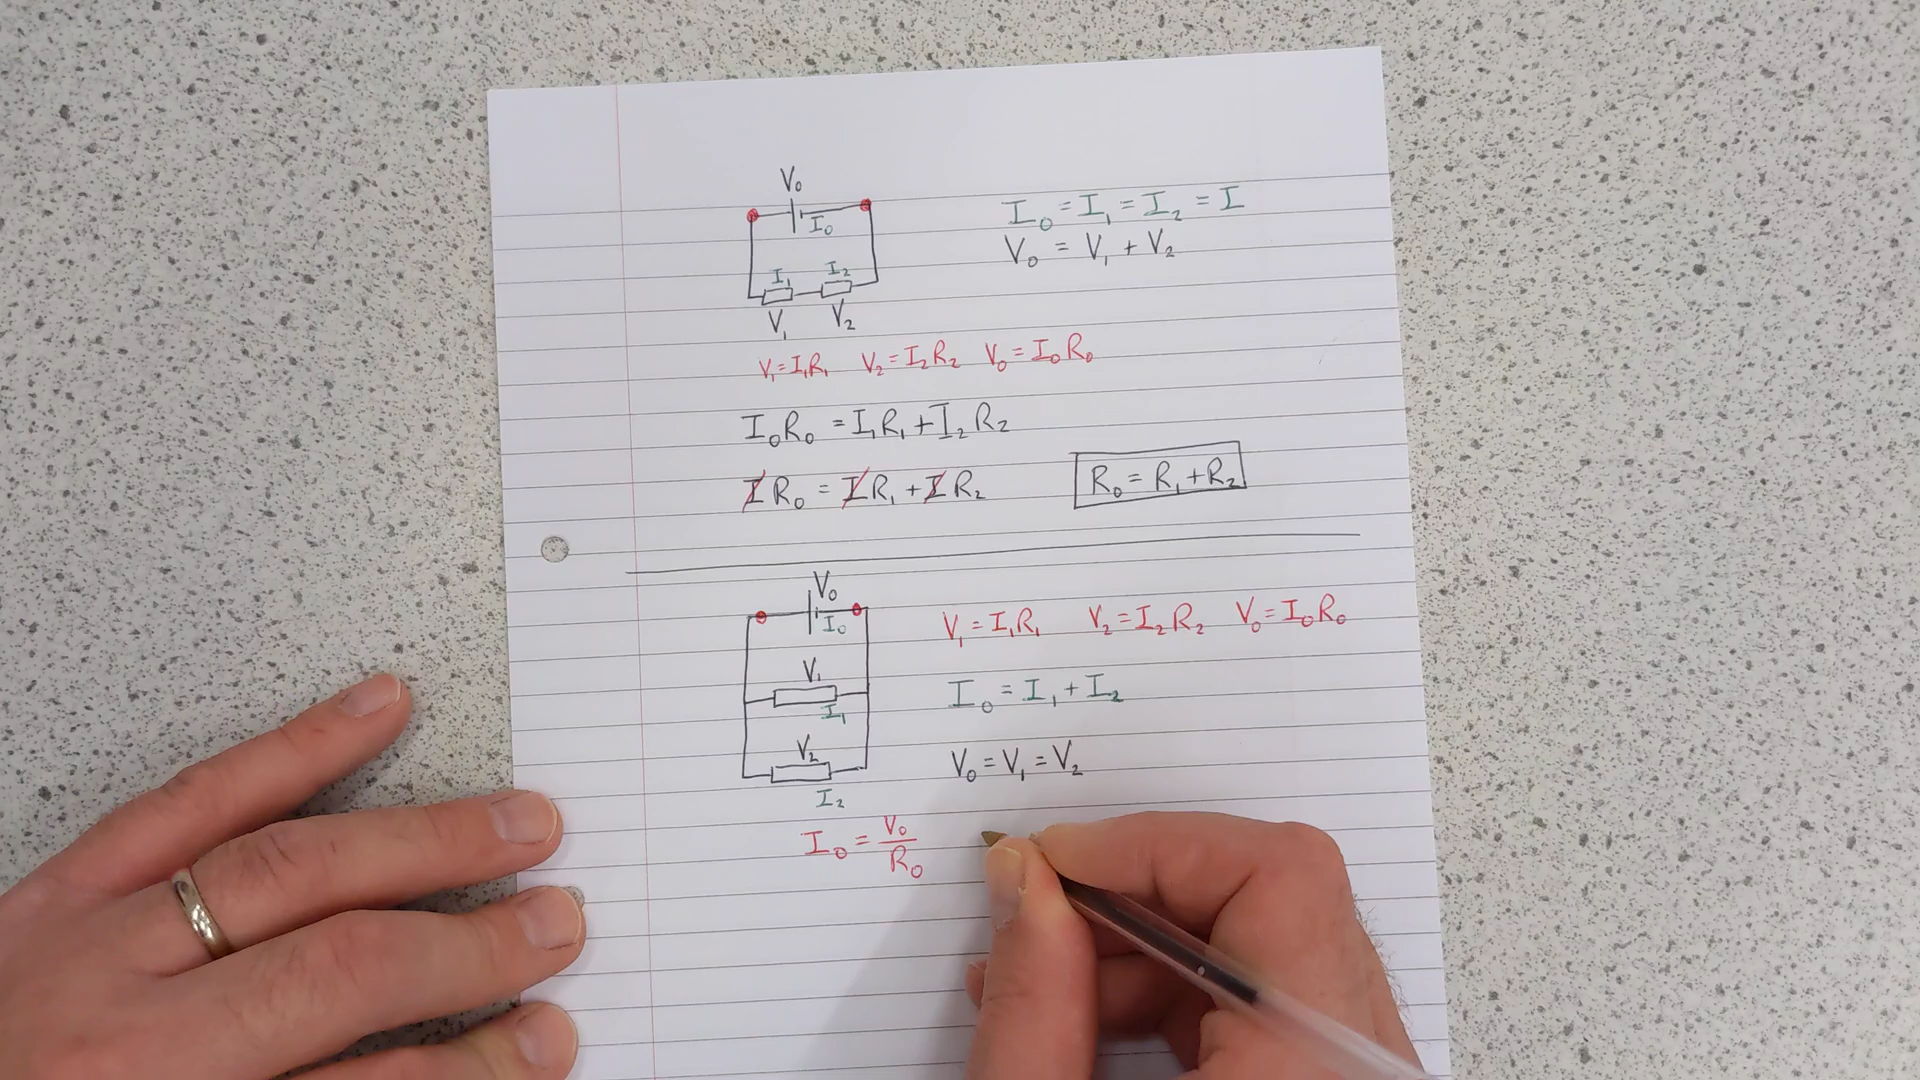 V₀
I₀
I₀ = I₁ = I₂ = I
V₀ = V₁ + V₂
I₁ I₂
V₁ V₂
V₁ = I₁R₁ V₂ = I₂R₂ V₀ = I₀R₀
I₀R₀ = I₁R₁ + I₂R₂
IR₀ = IR₁ + IR₂
R₀ = R₁ + R₂
V₀
I₀
V₁ = I₁R₁ V₂ = I₂R₂ V₀ = I₀R₀
V₁
I₁
I₀ = I₁ + I₂
V₂
I₂
V₀ = V₁ = V₂
I₀ = V₀/R₀